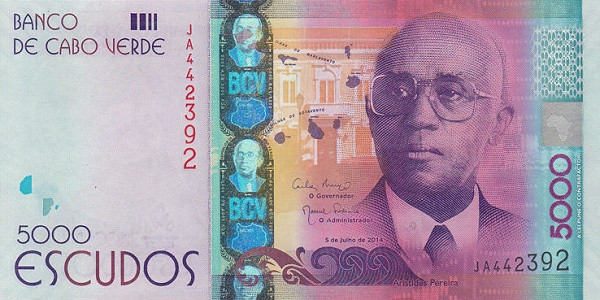 BANCO
DE CABO VERDE
5000
ESCUDOS
JA442392
BCV
BCV
O Governador
O Administrador
5 de julho de 2014
Aristides Pereira
JA442392
5000
A LEI PUNE O CONTRAFACTOR